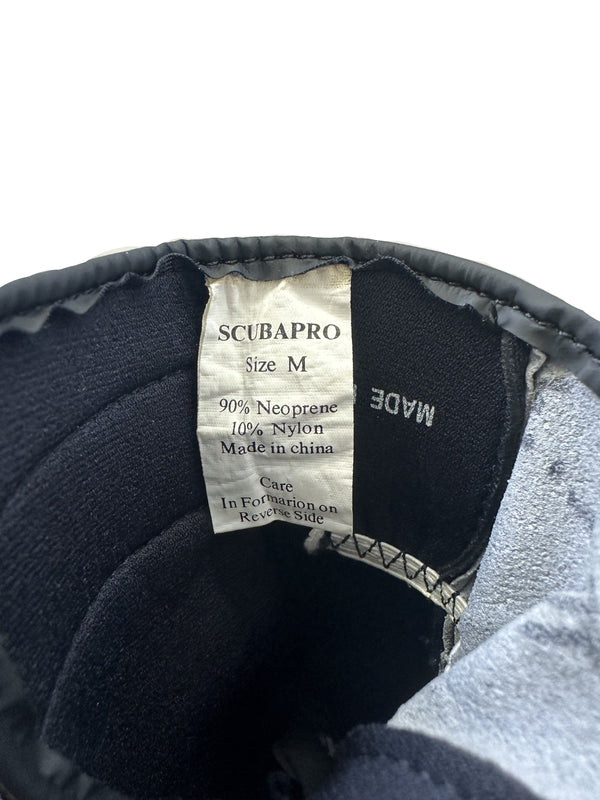 SCUBAPRO
Size M
90% Neoprene
10% Nylon
Made in china
Care
In Formarion on
Reverse Side
MADE